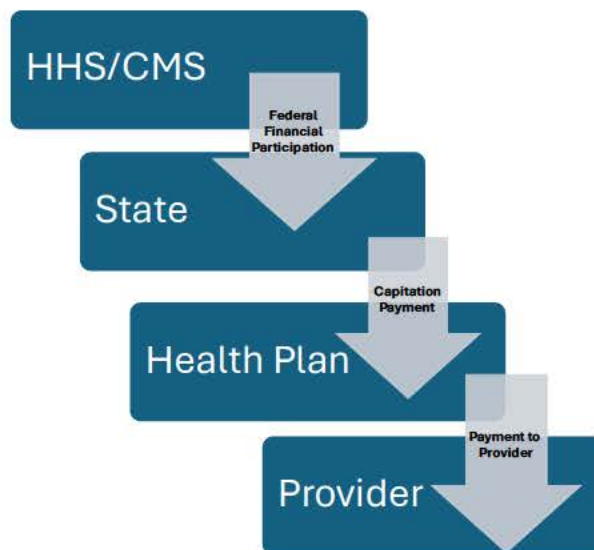 HHS/CMS
Federal
Financial
Participation
State
Capitation
Payment
Health Plan
Payment to
Provider
Provider